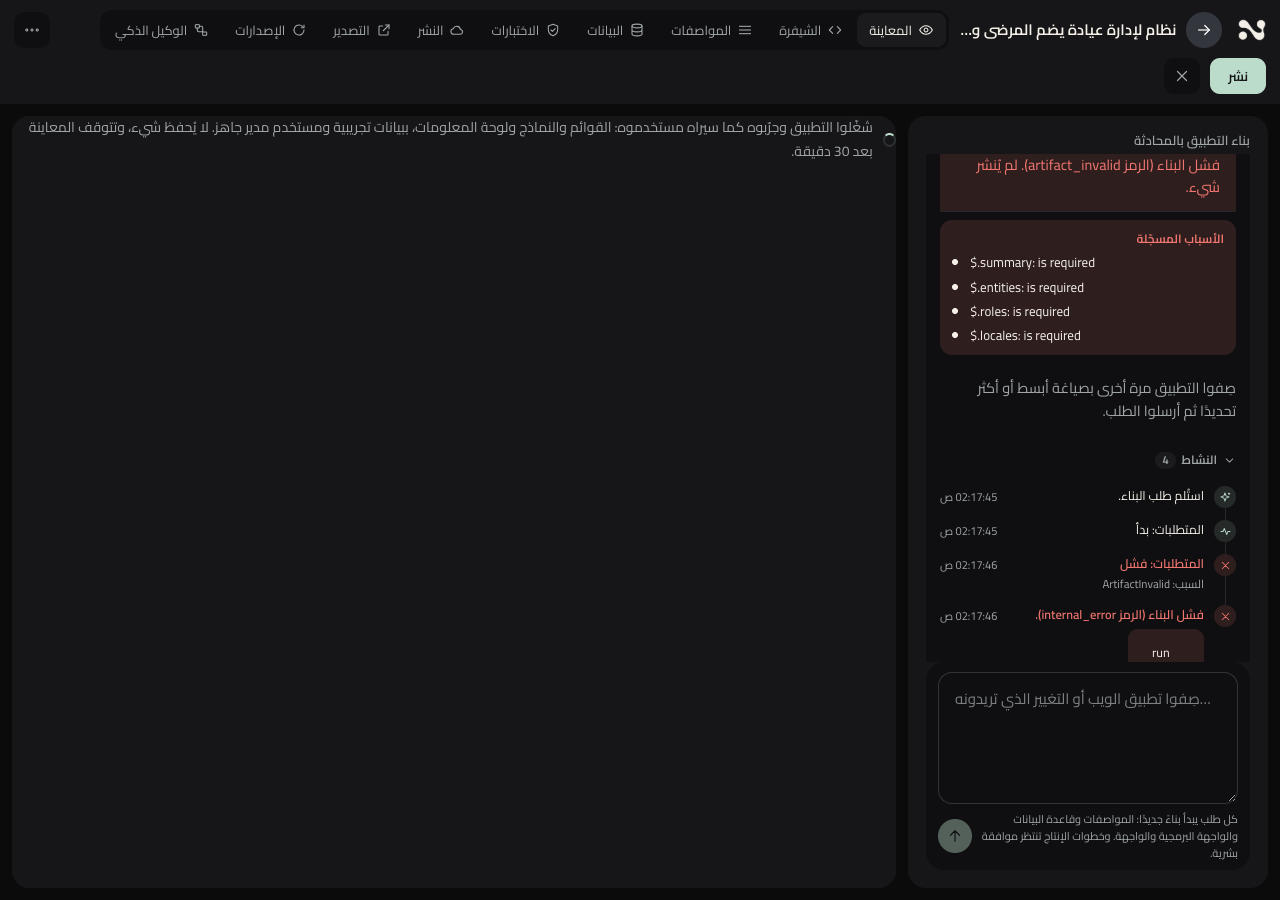 نظام لإدارة عيادة يضم المرضى و...
المعاينة
الشيفرة
المواصفات
البيانات
الاختبارات
النشر
التصدير
الإصدارات
الوكيل الذكي
نشر
بناء التطبيق بالمحادثة
فشل البناء (الرمز artifact_invalid). لم يُنشر
شيء.
الأسباب المسجّلة
$.summary: is required
$.entities: is required
$.roles: is required
$.locales: is required
صِفوا التطبيق مرة أخرى بصياغة أبسط أو أكثر
تحديدًا ثم أرسلوا الطلب.
النشاط 4
استُلم طلب البناء. 02:17:45 ص
المتطلبات: بدأ 02:17:45 ص
المتطلبات: فشل 02:17:46 ص
السبب: ArtifactInvalid
فشل البناء (الرمز internal_error). 02:17:46 ص
run
صِفوا تطبيق الويب أو التغيير الذي تريدونه...
كل طلب يبدأ بناءً جديدًا: المواصفات وقاعدة البيانات
والواجهة البرمجية والواجهة. وخطوات الإنتاج تنتظر موافقة
بشرية.
شغّلوا التطبيق وجرّبوه كما سيراه مستخدموه: القوائم والنماذج ولوحة المعلومات، ببيانات تجريبية ومستخدم مدير جاهز. لا يُحفظ شيء، وتتوقف المعاينة
بعد 30 دقيقة.